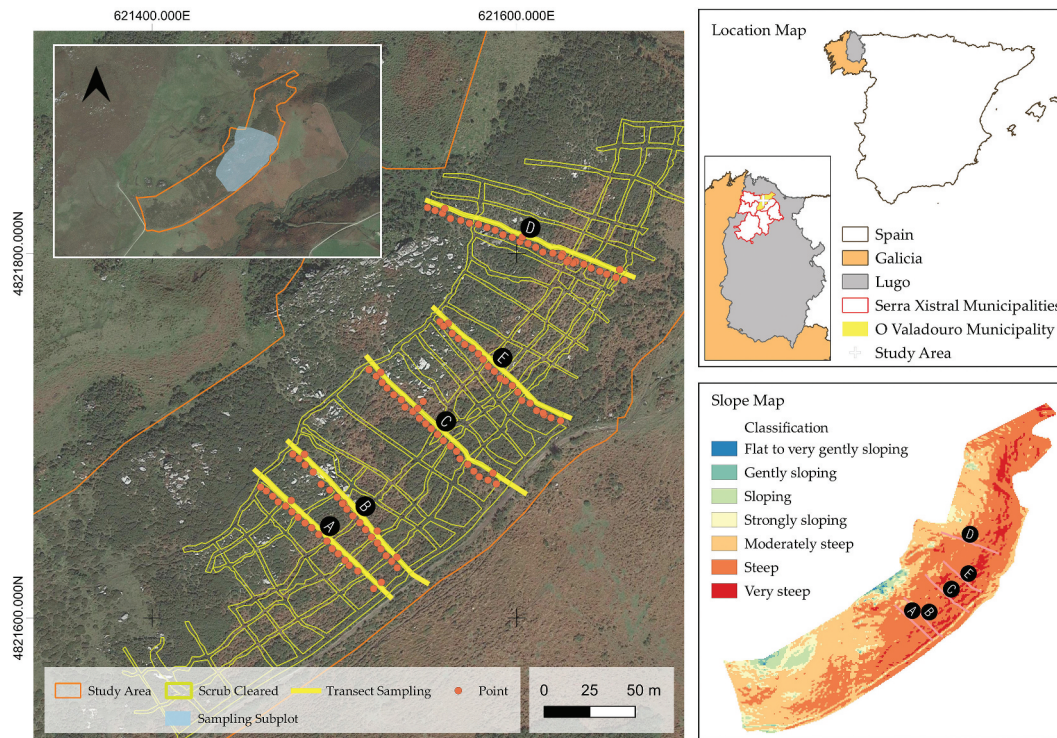 621400.000E
621600.000E
4821800.000N
4821600.000N
D
E
C
B
A
Study Area
Scrub Cleared
Transect Sampling
Point
Sampling Subplot
0 25 50 m
Location Map
Spain
Galicia
Lugo
Serra Xistral Municipalities
O Valadouro Municipality
Study Area
Slope Map
Classification
Flat to very gently sloping
Gently sloping
Sloping
Strongly sloping
Moderately steep
Steep
Very steep
D
E
C
A B